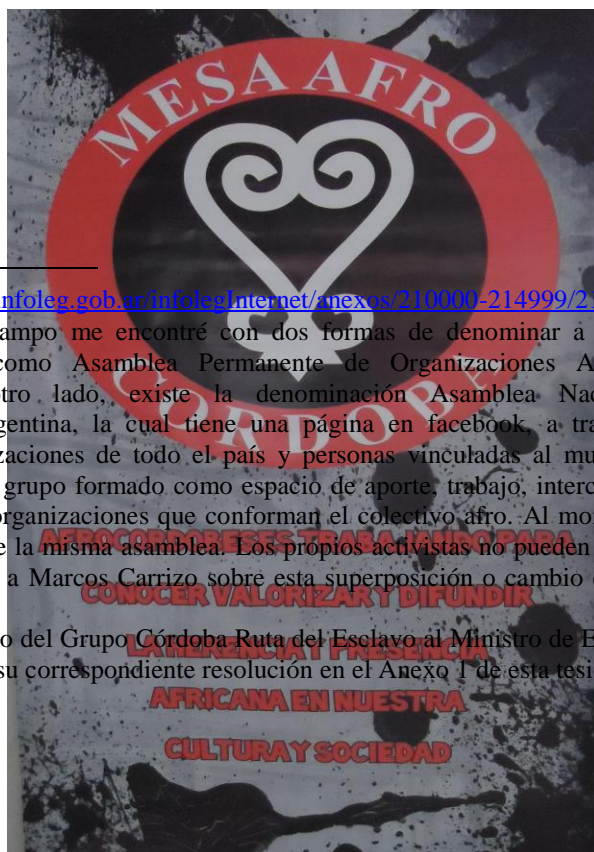 MESA AFRO
CORDOBA
AFROCORDOBESES TRABAJANDO PARA
CONOCER VALORIZAR Y DIFUNDIR
LA HERENCIA Y PRESENCIA
AFRICANA EN NUESTRA
CULTURA Y SOCIEDAD
infoleg.gob.ar/infolegInternet/anexos/210000-214999/2
ampo me encontré con dos formas de denominar a
como Asamblea Permanente de Organizaciones A
otro lado, existe la denominación Asamblea Nac
gentina, la cual tiene una página en facebook, a tra
zaciones de todo el país y personas vinculadas al mu
grupo formado como espacio de aporte, trabajo, interc
organizaciones que conforman el colectivo afro. Al mo
e la misma asamblea. Los propios activistas no pueden
a Marcos Carrizo sobre esta superposición o cambio
o del Grupo Córdoba Ruta del Esclavo al Ministro de E
su correspondiente resolución en el Anexo 1 de esta tesi